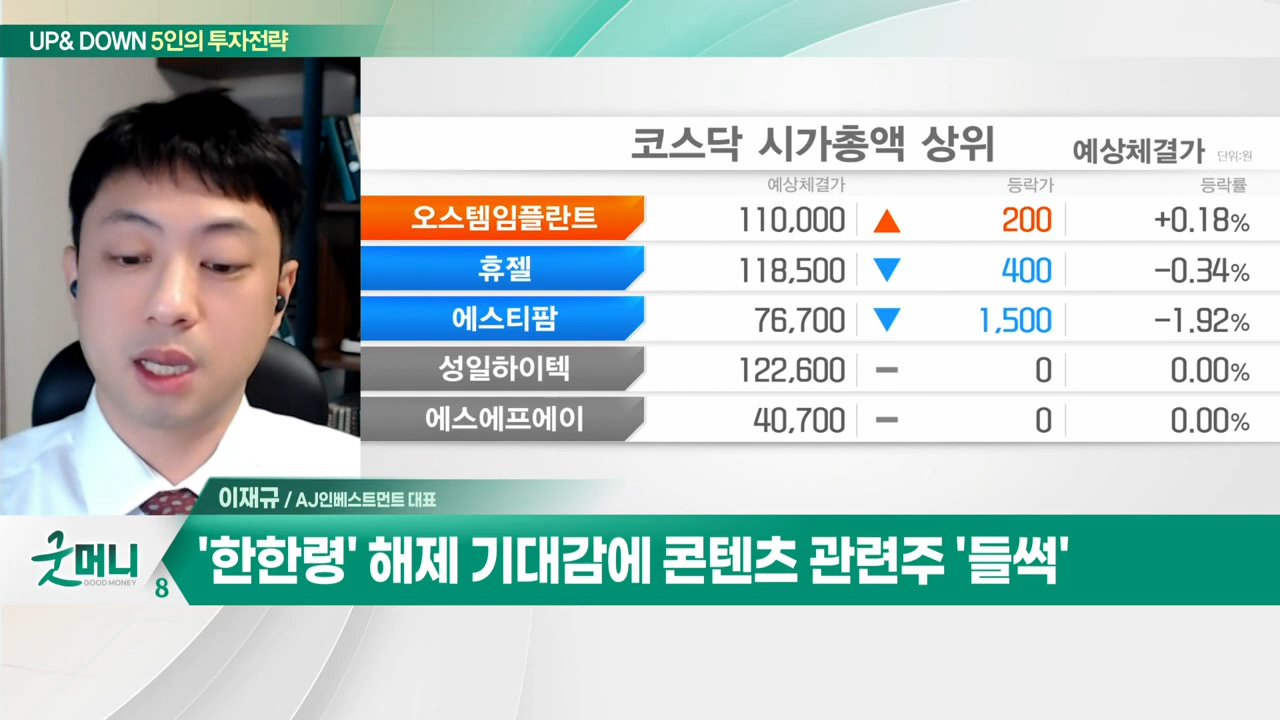 UP& DOWN 5인의 투자전략
코스닥 시가총액 상위 예상체결가 단위:원
예상체결가 등락가 등락률
오스템임플란트 110,000 ▲ 200 +0.18%
휴젤 118,500 ▼ 400 -0.34%
에스티팜 76,700 ▼ 1,500 -1.92%
성일하이텍 122,600 - 0 0.00%
에스에프에이 40,700 - 0 0.00%
이재규 / AJ인베스트먼트 대표
굿머니
GOOD MONEY
8
'한한령' 해제 기대감에 콘텐츠 관련주 '들썩'